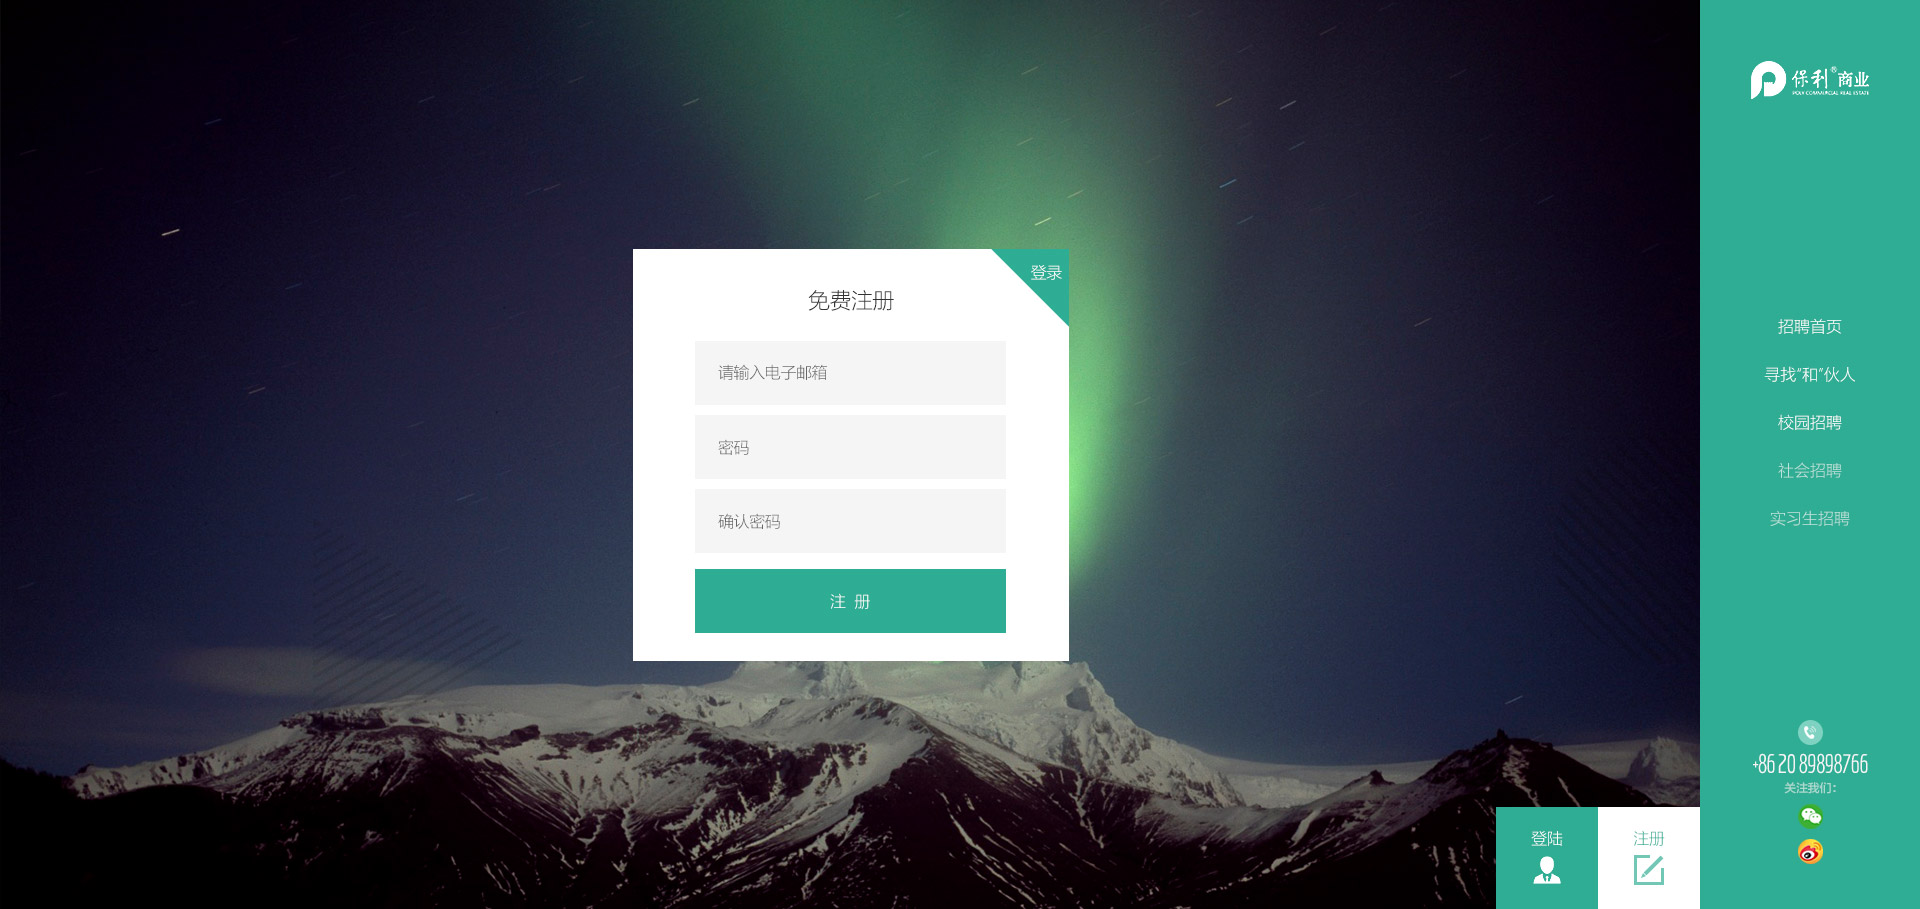 保利®商业
POLY COMMERCIAL REAL ESTATE
登录
免费注册
请输入电子邮箱
密码
确认密码
注 册
招聘首页
寻找“和”伙人
校园招聘
社会招聘
实习生招聘
+86 20 89898766
关注我们：
登陆
注册